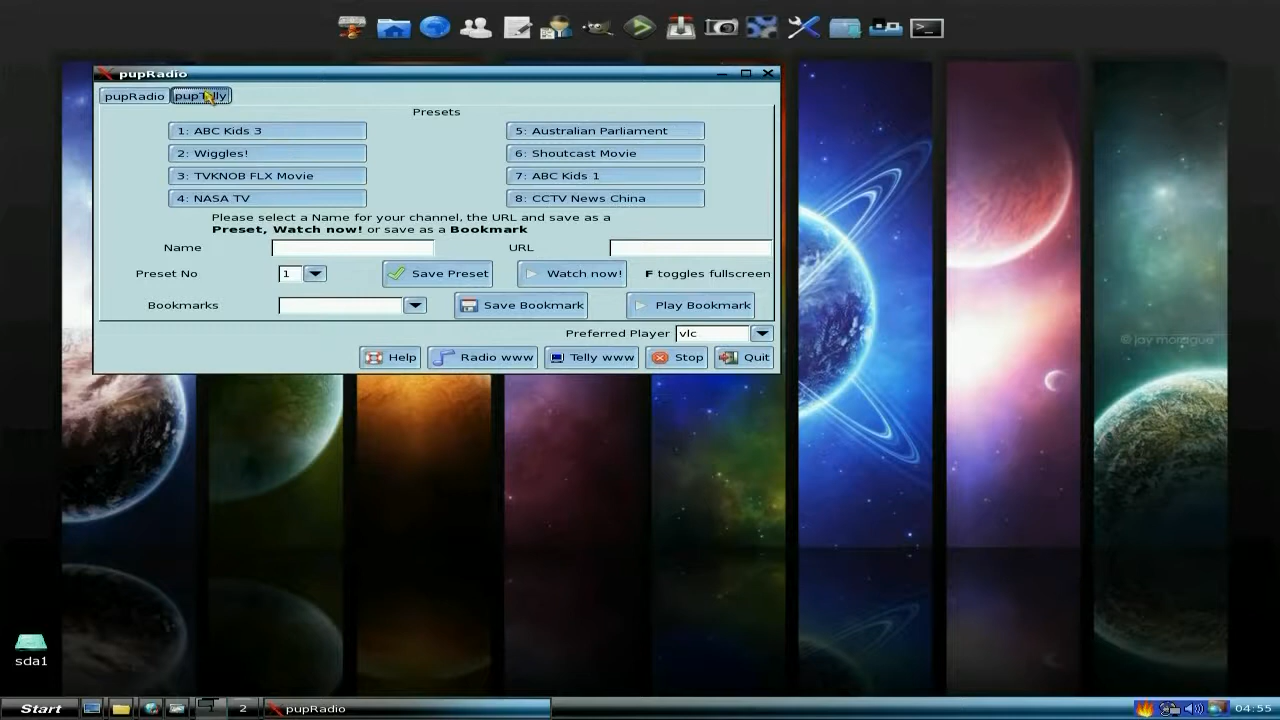 pupRadio
pupRadio pupTelly
Presets
1: ABC Kids 3
5: Australian Parliament
2: Wiggles!
6: Shoutcast Movie
3: TVKNOB FLX Movie
7: ABC Kids 1
4: NASA TV
8: CCTV News China
Please select a Name for your channel, the URL and save as a
Preset, Watch now! or save as a Bookmark
Name URL
Preset No 1 Save Preset Watch now! F toggles fullscreen
Bookmarks Save Bookmark Play Bookmark
Preferred Player vlc
Help Radio www Telly www Stop Quit
© jay
sda1
Start 2 pupRadio 04:55